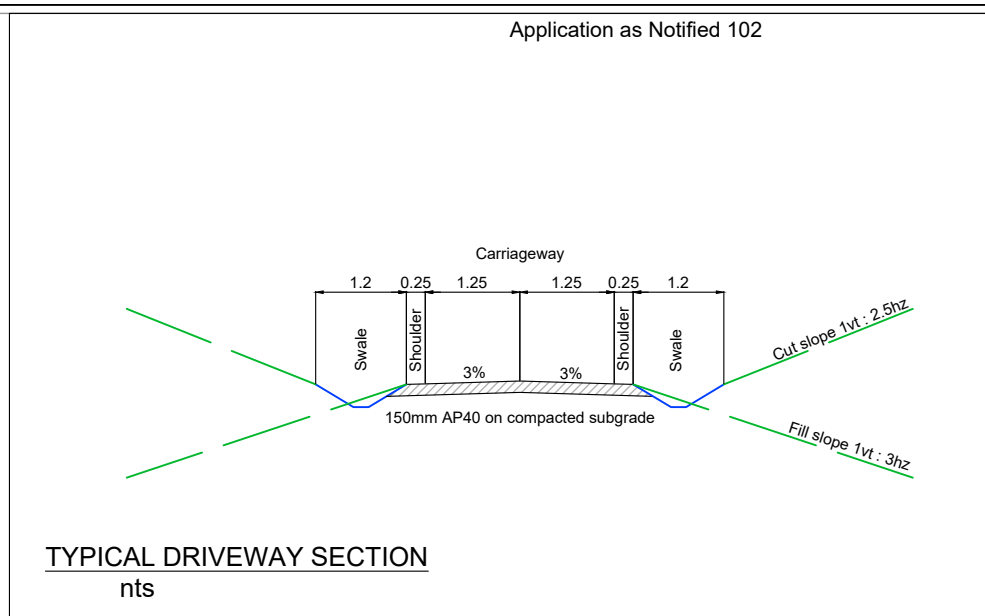 Application as Notified 102
Carriageway
1.2 0.25 1.25 1.25 0.25 1.2
Swale
Shoulder
Shoulder
Swale
3% 3%
Cut slope 1vt : 2.5hz
150mm AP40 on compacted subgrade
Fill slope 1vt : 3hz
TYPICAL DRIVEWAY SECTION
nts